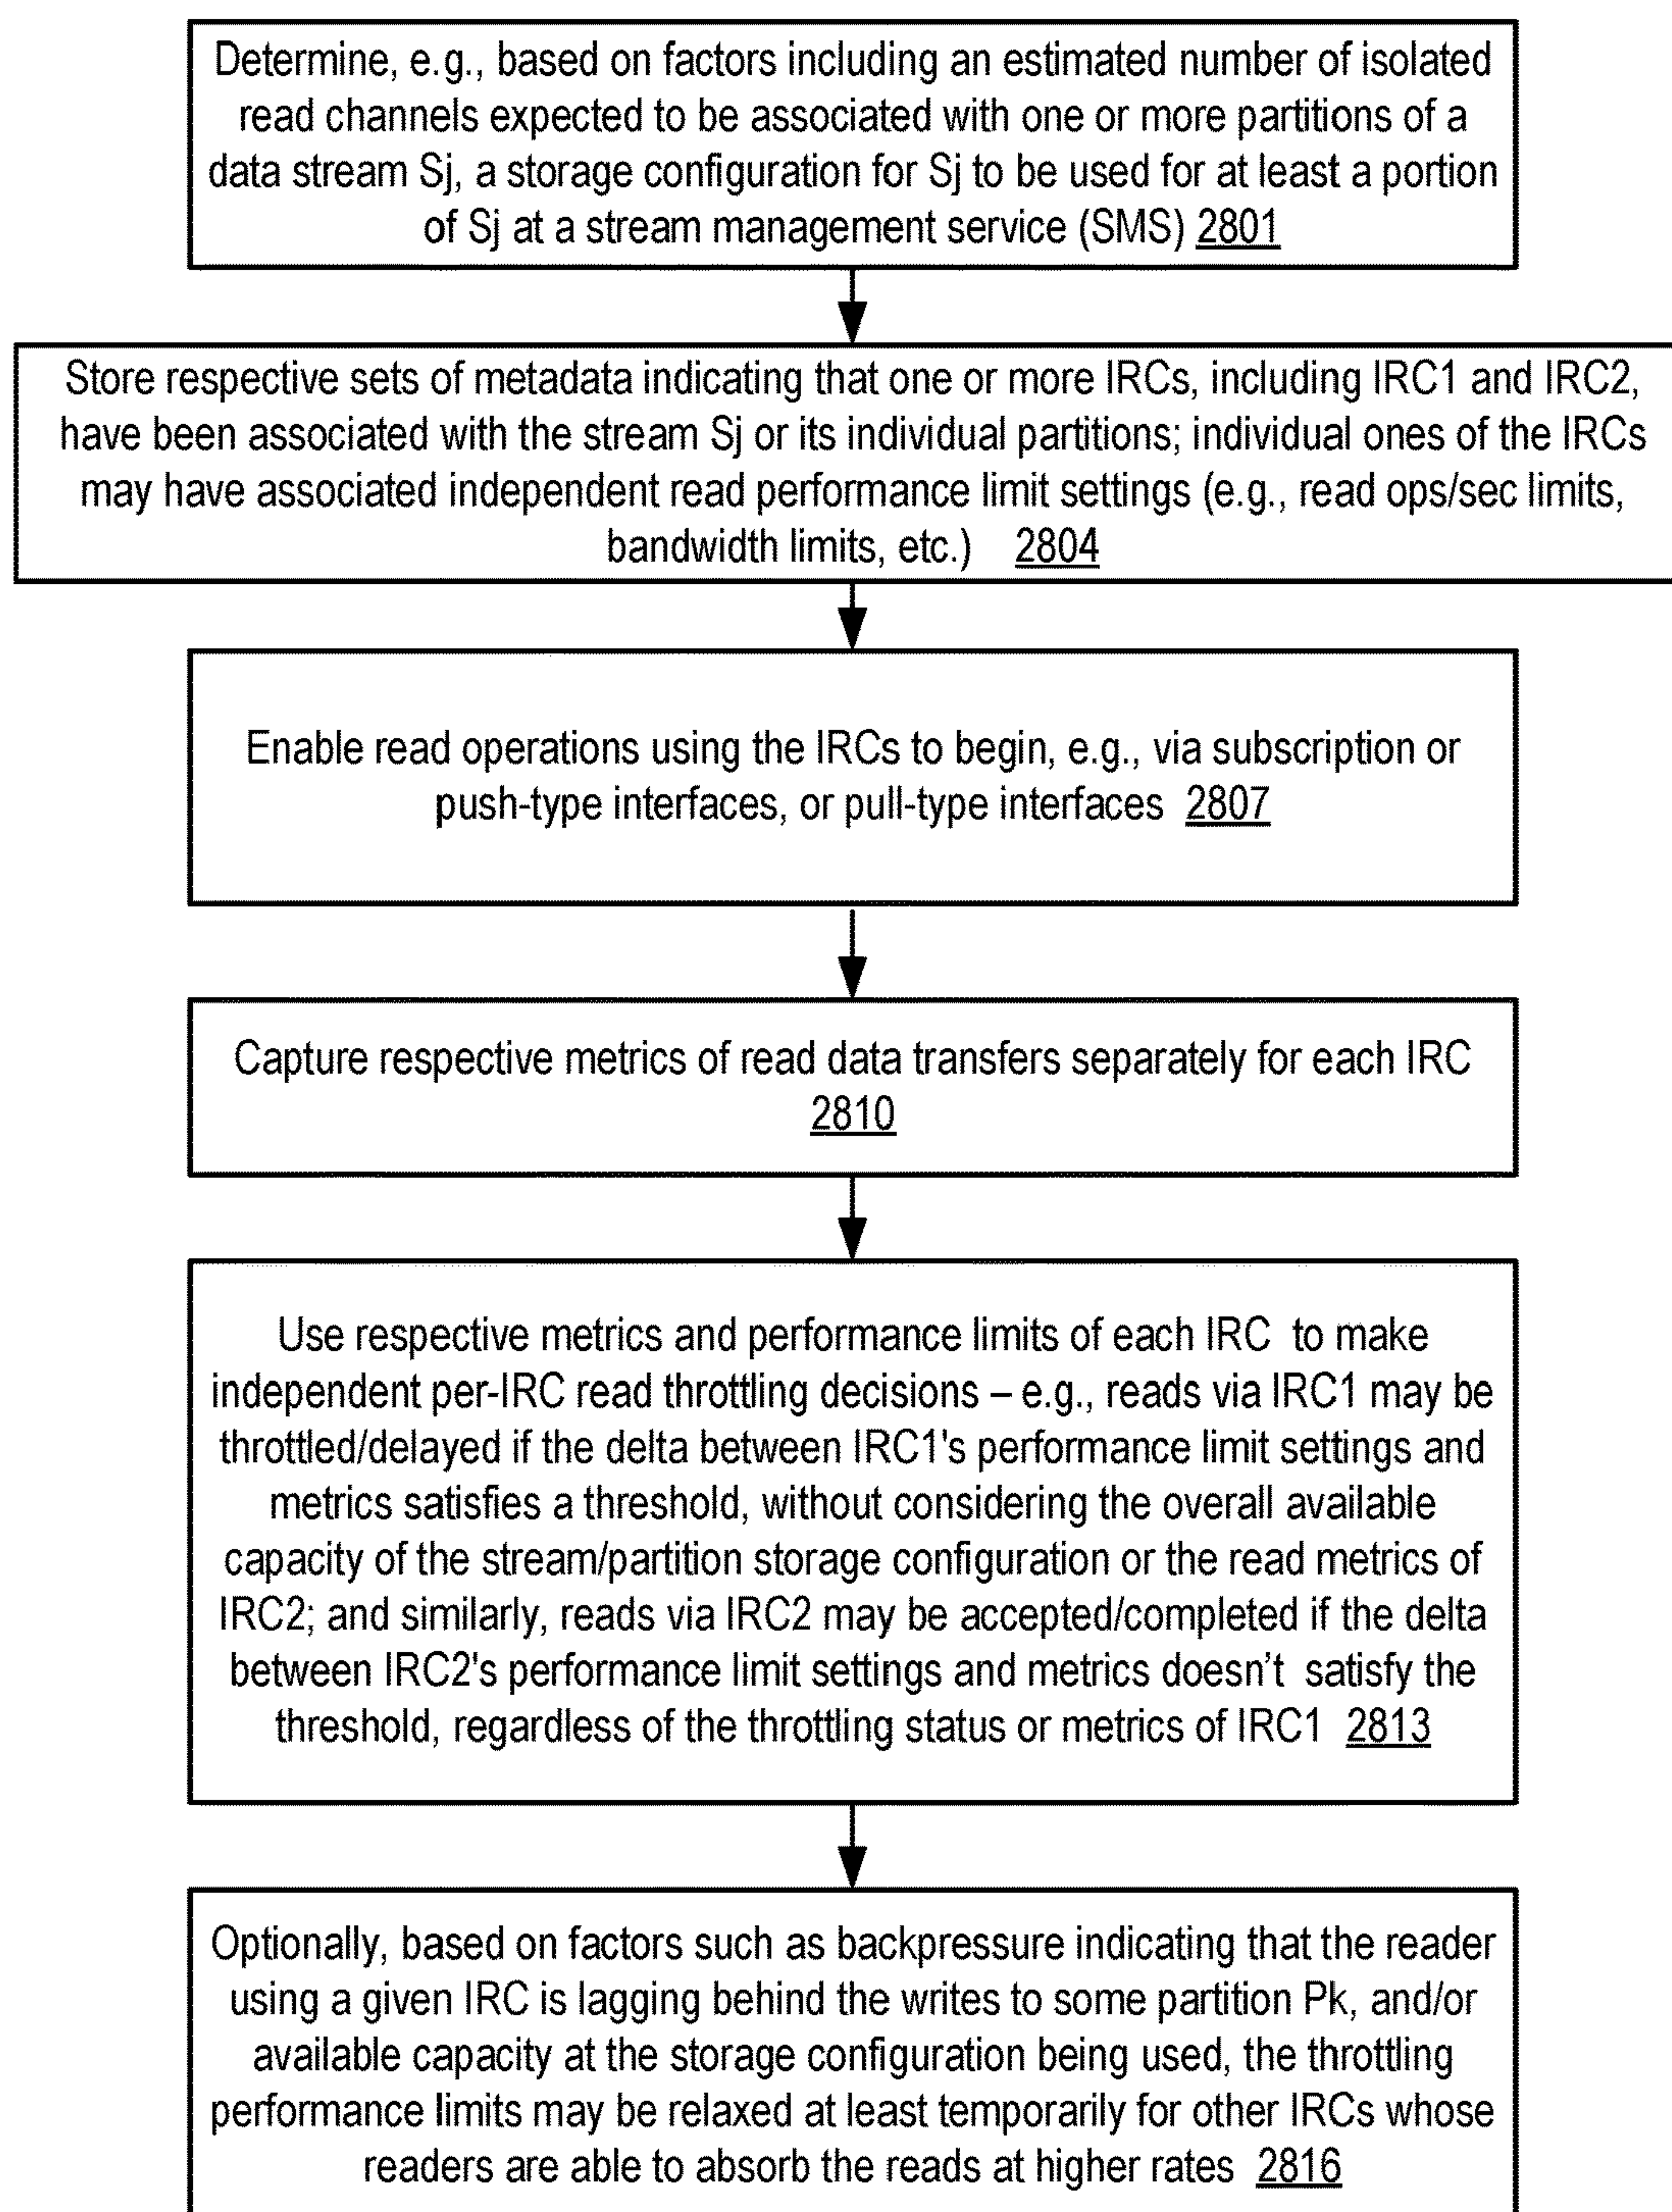 Determine, e.g., based on factors including an estimated number of isolated
read channels expected to be associated with one or more partitions of a
data stream Sj, a storage configuration for Sj to be used for at least a portion
of Sj at a stream management service (SMS) 2801
Store respective sets of metadata indicating that one or more IRCs, including IRC1 and IRC2,
have been associated with the stream Sj or its individual partitions; individual ones of the IRCs
may have associated independent read performance limit settings (e.g., read ops/sec limits,
bandwidth limits, etc.) 2804
Enable read operations using the IRCs to begin, e.g., via subscription or
push-type interfaces, or pull-type interfaces 2807
Capture respective metrics of read data transfers separately for each IRC
2810
Use respective metrics and performance limits of each IRC to make
independent per-IRC read throttling decisions – e.g., reads via IRC1 may be
throttled/delayed if the delta between IRC1's performance limit settings and
metrics satisfies a threshold, without considering the overall available
capacity of the stream/partition storage configuration or the read metrics of
IRC2; and similarly, reads via IRC2 may be accepted/completed if the delta
between IRC2's performance limit settings and metrics doesn’t satisfy the
threshold, regardless of the throttling status or metrics of IRC1 2813
Optionally, based on factors such as backpressure indicating that the reader
using a given IRC is lagging behind the writes to some partition Pk, and/or
available capacity at the storage configuration being used, the throttling
performance limits may be relaxed at least temporarily for other IRCs whose
readers are able to absorb the reads at higher rates 2816